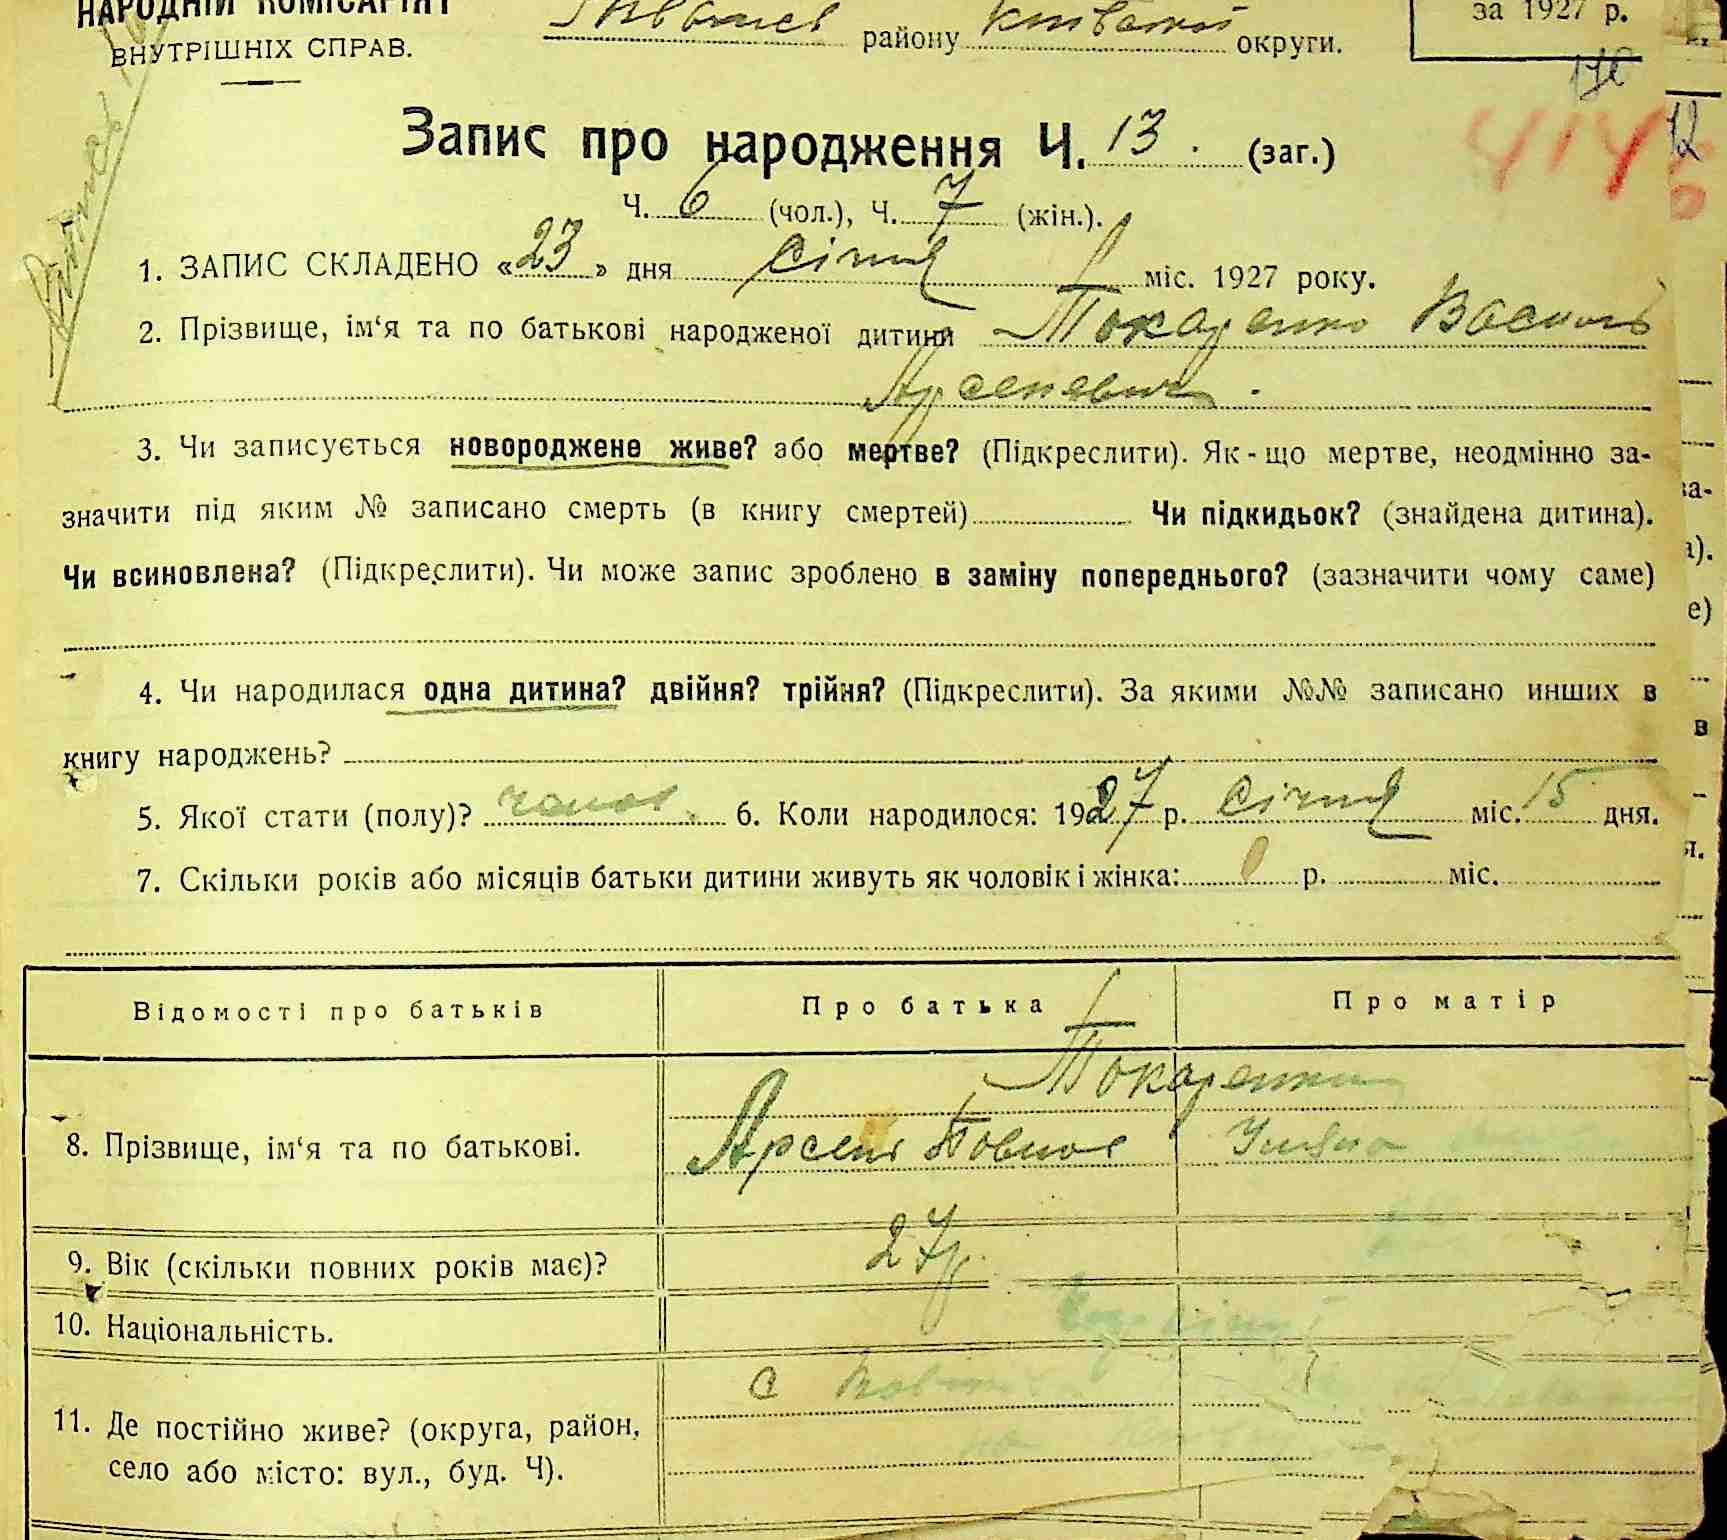 НАРОДНІЙ КОМІСАРІЯТ
ВНУТРІШНІХ СПРАВ.
району округи.
за 1927 р.
Запис про народження Ч. 13. (заг.)
414
12
Ч. 6 (чол.), Ч. 7 (жін.).
1. ЗАПИС СКЛАДЕНО «23» дня Січня міс. 1927 року.
2. Прізвище, ім‘я та по батькові народженої дитини Токаренко Василь
Арсенєвич.
3. Чи записується новороджене живе? або мертве? (Підкреслити). Як-що мертве, неодмінно за-
значити під яким № записано смерть (в книгу смертей) Чи підкидьок? (знайдена дитина).
Чи всиновлена? (Підкреслити). Чи може запис зроблено в заміну попереднього? (зазначити чому саме)
4. Чи народилася одна дитина? двійня? трійня? (Підкреслити). За якими №№ записано инших в
книгу народжень?
5. Якої стати (полу)? чолов. 6. Коли народилося: 1927 р. Січня міс. 15 дня.
7. Скільки років або місяців батьки дитини живуть як чоловік і жінка: р. міс.
Відомості про батьків Про батька Про матір
Токаренки
8. Прізвище, ім‘я та по батькові. Арсень Павлов
9. Вік (скільки повних років має)? 27р.
10. Національність.
11. Де постійно живе? (округа, район, с
село або місто: вул., буд. Ч).